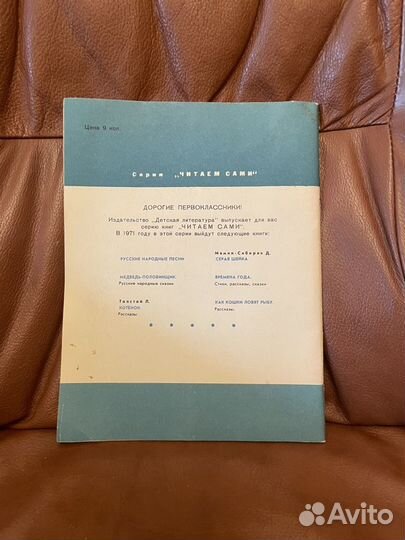 Цена 9 коп.
Серия „ЧИТАЕМ САМИ"
ДОРОГИЕ ПЕРВОКЛАССНИКИ!
Издательство „Детская литература" выпускает для вас
серию книг „ЧИТАЕМ САМИ".
В 1971 году в этой серии выйдут следующие книги:
РУССКИЕ НАРОДНЫЕ ПЕСНИ
МЕДВЕДЬ-ПОЛОВИНЩИК.
Русские народные сказки
Толстой Л.
КОТЁНОК.
Рассказы
Мамин-Сибиряк Д.
СЕРАЯ ШЕЙКА
ВРЕМЕНА ГОДА.
Стихи, рассказы, сказки
КАК КОШКИ ЛОВЯТ РЫБУ.
Рассказы.
Avito